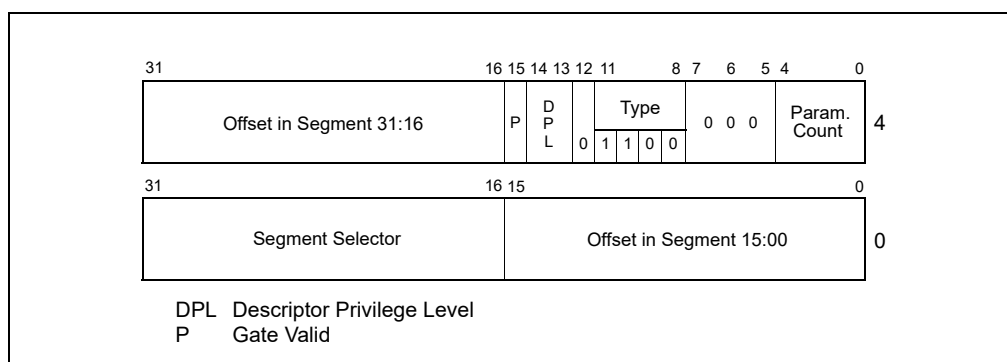 31 16 15 14 13 12 11 8 7 6 5 4 0
Offset in Segment 31:16 P D P L 0 Type 1 1 0 0 0 0 0 Param. Count 4
31 16 15 0
Segment Selector Offset in Segment 15:00 0
DPL Descriptor Privilege Level
P Gate Valid